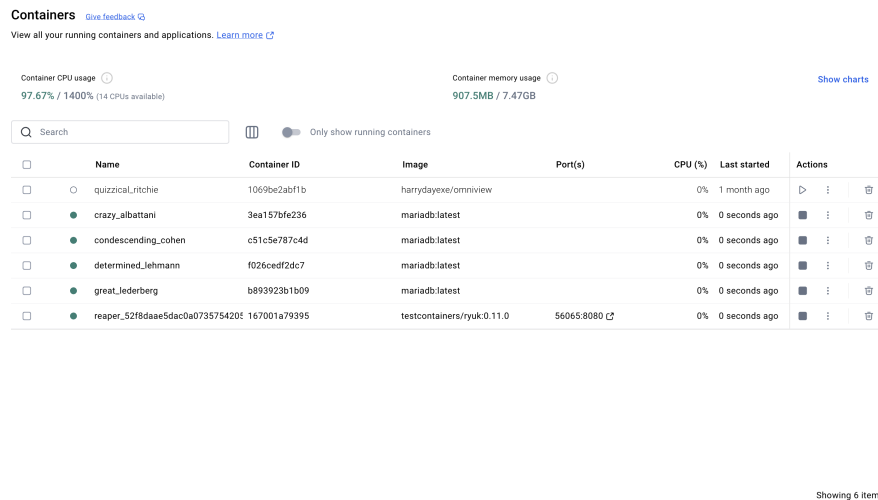 Containers Give feedback
View all your running containers and applications. Learn more
Container CPU usage
97.67% / 1400% (14 CPUs available)
Container memory usage
907.5MB / 7.47GB
Show charts
Search
Only show running containers
Name Container ID Image Port(s) CPU (%) Last started Actions
quizzical_ritchie 1069be2abf1b harrydayexe/omniview 0% 1 month ago
crazy_albattani 3ea157bfe236 mariadb:latest 0% 0 seconds ago
condescending_cohen c51c5e787c4d mariadb:latest 0% 0 seconds ago
determined_lehmann f026cedf2dc7 mariadb:latest 0% 0 seconds ago
great_lederberg b893923b1b09 mariadb:latest 0% 0 seconds ago
reaper_52f8daae5dac0a0735754205 167001a79395 testcontainers/ryuk:0.11.0 56065:8080 0% 0 seconds ago
Showing 6 item